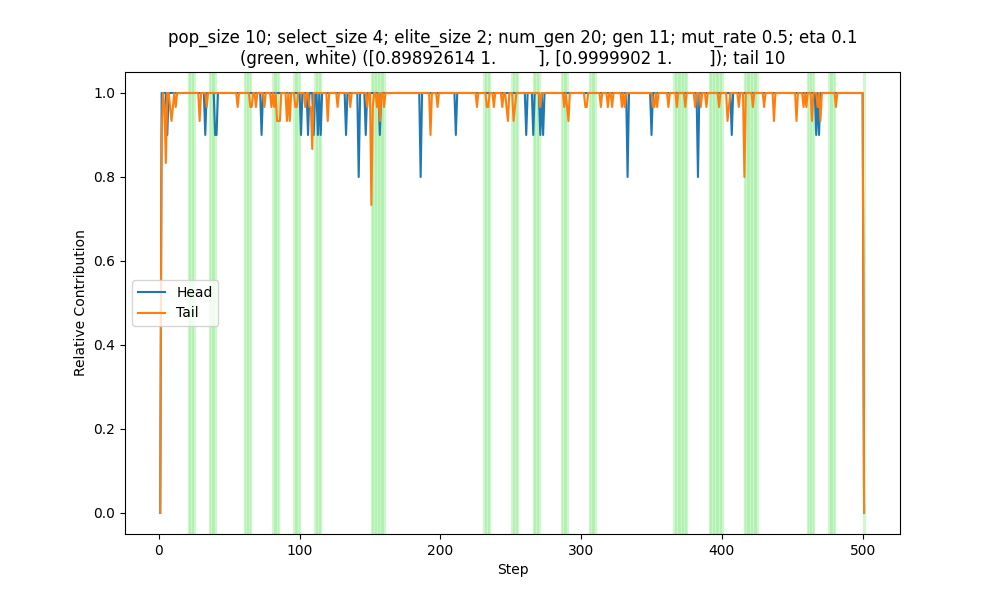 pop_size 10; select_size 4; elite_size 2; num_gen 20; gen 11; mut_rate 0.5; eta 0.1
(green, white) ([0.89892614 1.        ], [0.9999902 1.       ]); tail 10
1.0
0.8
0.6
0.4
0.2
0.0
Relative Contribution
Head
Tail
0
100
200
300
400
500
Step